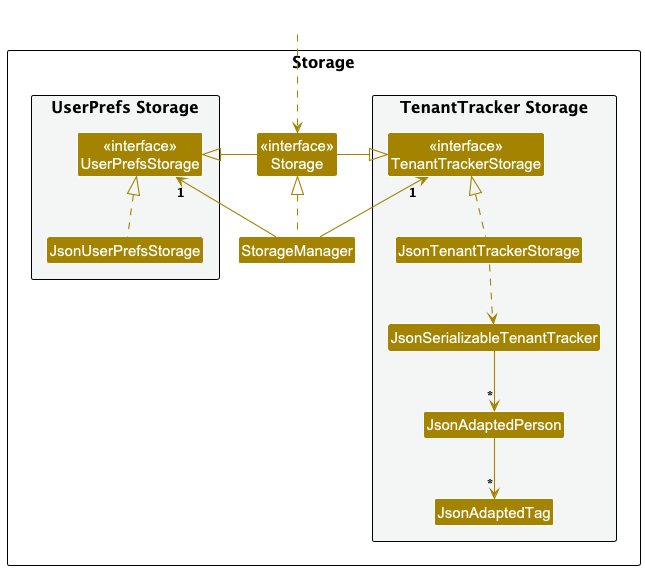 Storage
UserPrefs Storage
TenantTracker Storage
«interface»
UserPrefsStorage
«interface»
Storage
«interface»
TenantTrackerStorage
1
1
JsonUserPrefsStorage
StorageManager
JsonTenantTrackerStorage
JsonSerializableTenantTracker
*
JsonAdaptedPerson
*
JsonAdaptedTag